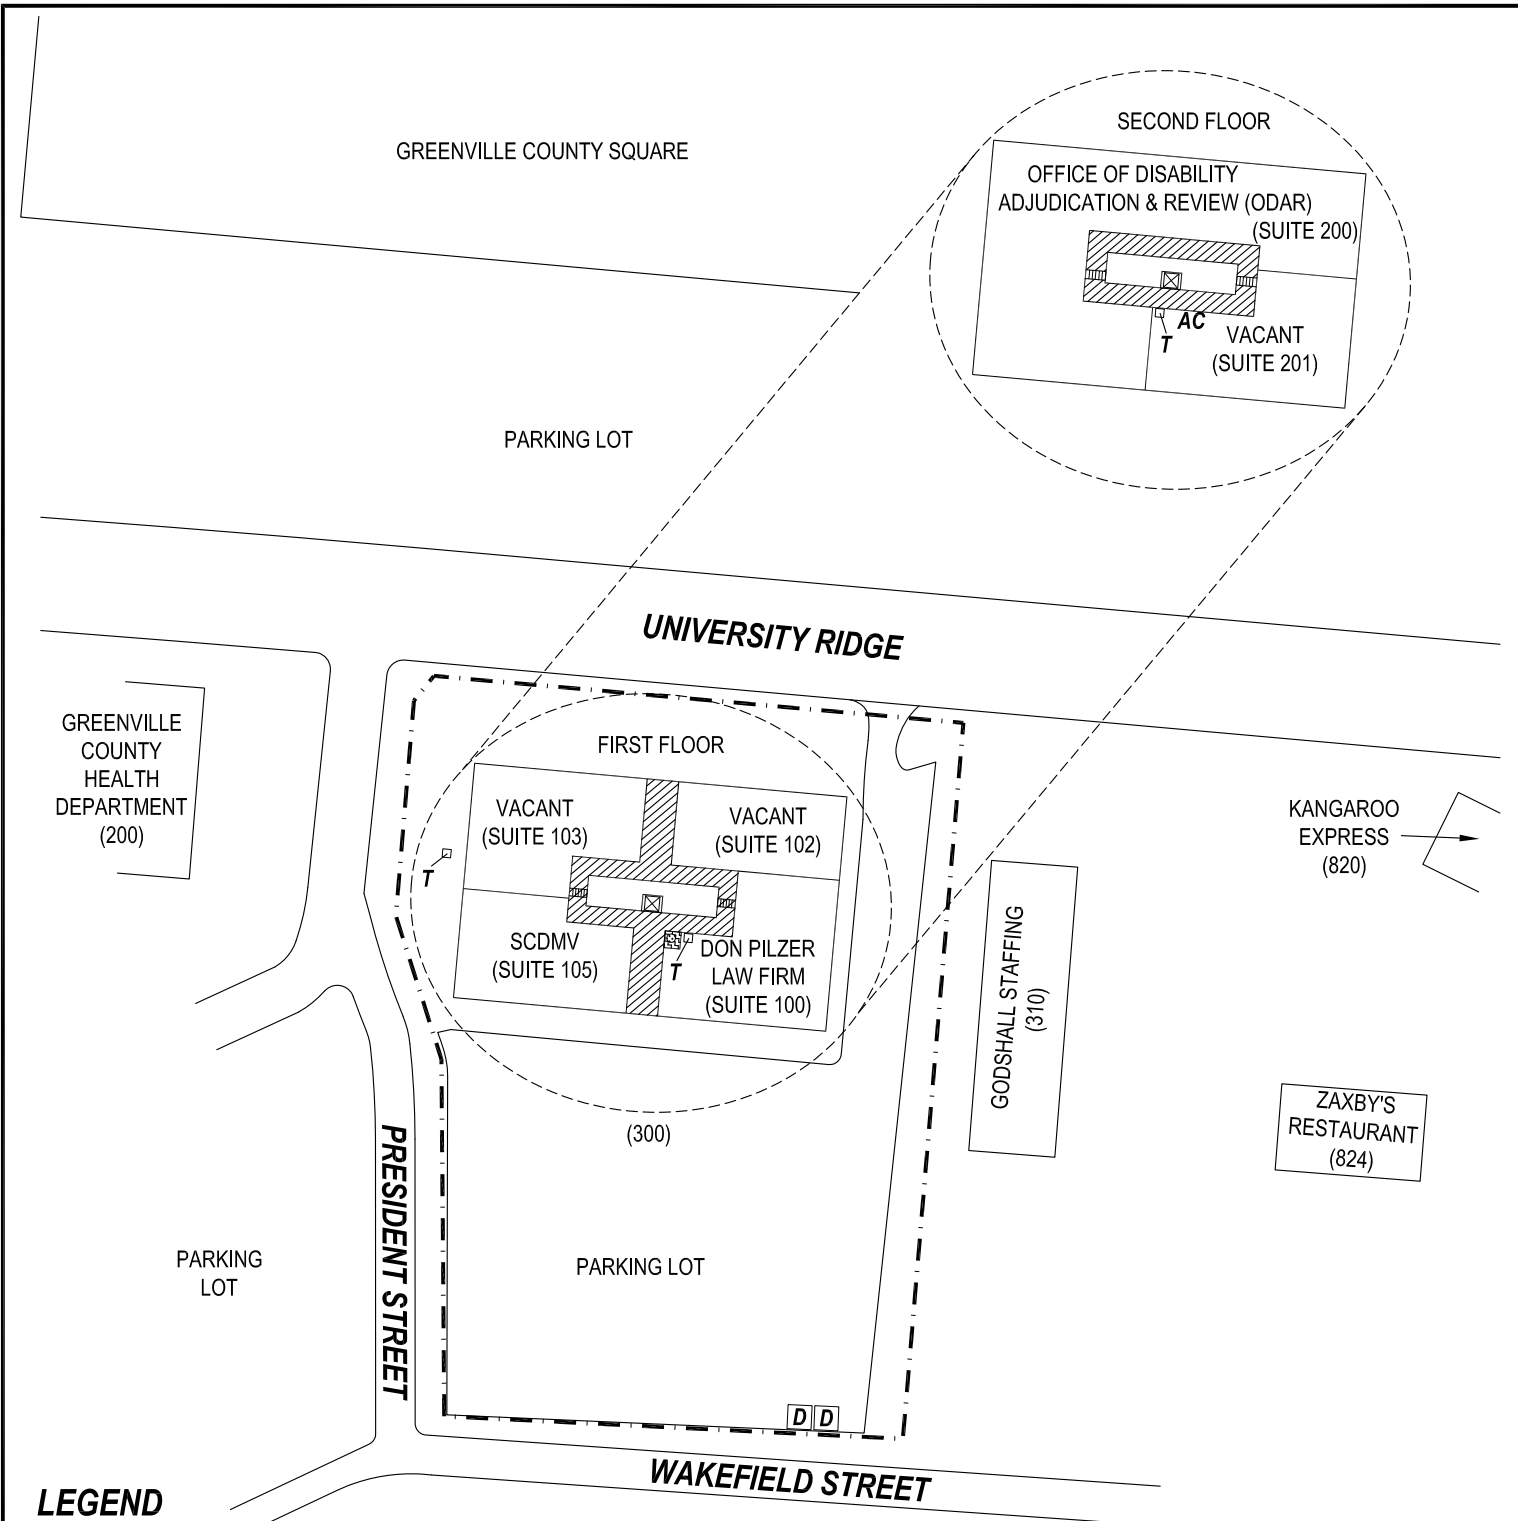 SECOND FLOOR
GREENVILLE COUNTY SQUARE
OFFICE OF DISABILITY
ADJUDICATION & REVIEW (ODAR)
(SUITE 200)
AC
T
VACANT
(SUITE 201)
PARKING LOT
UNIVERSITY RIDGE
GREENVILLE
COUNTY
HEALTH
DEPARTMENT
(200)
FIRST FLOOR
VACANT
(SUITE 103)
VACANT
(SUITE 102)
KANGAROO
EXPRESS
(820)
T
SCDMV
(SUITE 105)
T
DON PILZER
LAW FIRM
(SUITE 100)
GODSHALL STAFFING
(310)
(300)
ZAXBY'S
RESTAURANT
(824)
PRESIDENT STREET
PARKING
LOT
PARKING LOT
D D
WAKEFIELD STREET
LEGEND